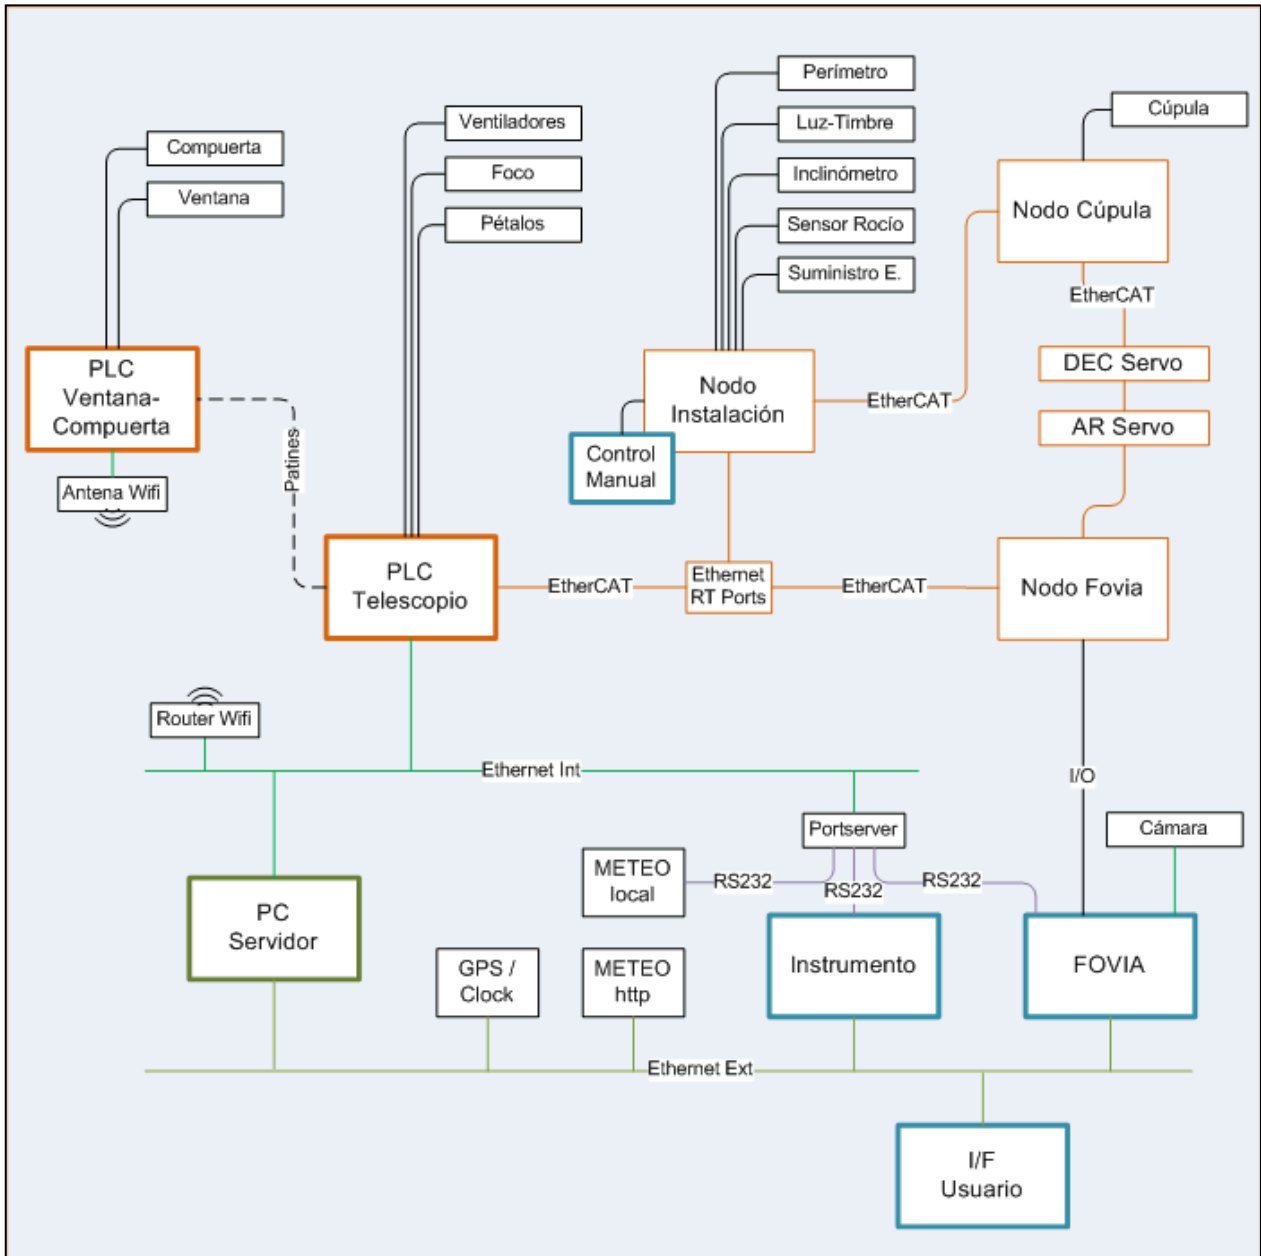 Perímetro
Ventiladores
Luz-Timbre
Cúpula
Compuerta
Foco
Inclinómetro
Ventana
Pétalos
Sensor Rocío
Nodo Cúpula
Suministro E.
EtherCAT
PLC
Ventana-
Compuerta
Nodo
Instalación
EtherCAT
DEC Servo
AR Servo
Patines
Control
Manual
Antena Wifi
PLC
Telescopio
EtherCAT
Ethernet
RT Ports
EtherCAT
Nodo Fovia
Router Wifi
Ethernet Int
I/O
Portserver
Cámara
METEO
local
RS232
RS232
RS232
PC
Servidor
GPS /
Clock
METEO
http
Instrumento
FOVIA
Ethernet Ext
I/F
Usuario